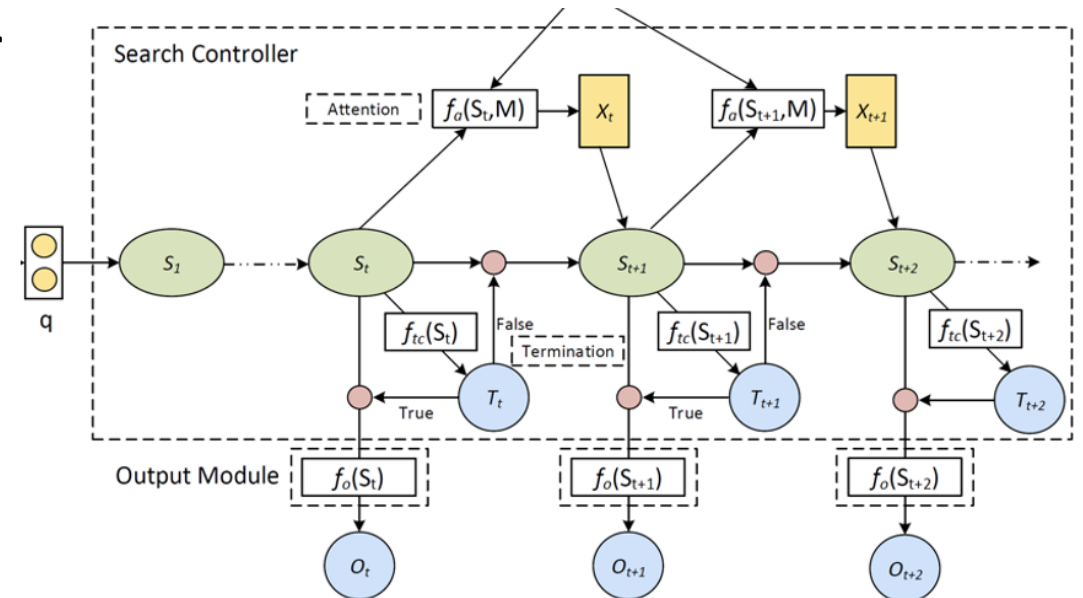 Search Controller
Attention
fa(St,M)
Xt
fa(St+1,M)
Xt+1
q
S1
St
St+1
St+2
ftc(St)
False
ftc(St+1)
False
ftc(St+2)
Termination
True
Tt
True
Tt+1
Tt+2
Output Module
fo(St)
fo(St+1)
fo(St+2)
Ot
Ot+1
Ot+2